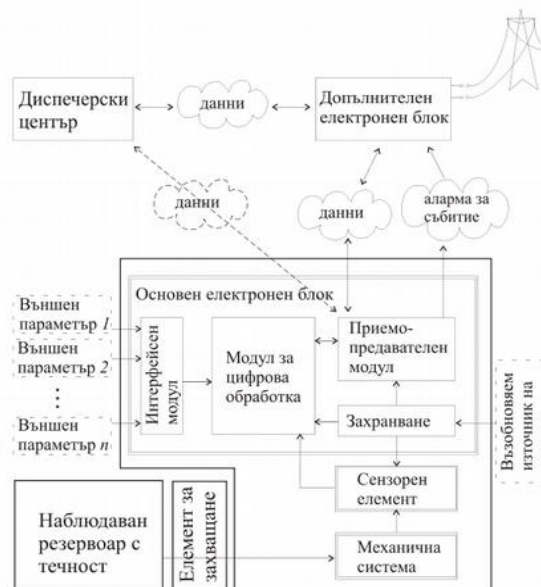 Диспечерски
център
данни
Допълнителен
електронен блок
данни
данни
аларма за
събитие
Основен електронен блок
Външен
параметър 1
Външен
параметър 2
Външен
параметър n
Интерфейсен
модул
Модул за
цифрова
обработка
Приемо-
предавателен
модул
Захранване
Възобновяем
източник на
Сензорен
елемент
Механична
система
Наблюдаван
резервоар с
течност
Елемент за
захващане